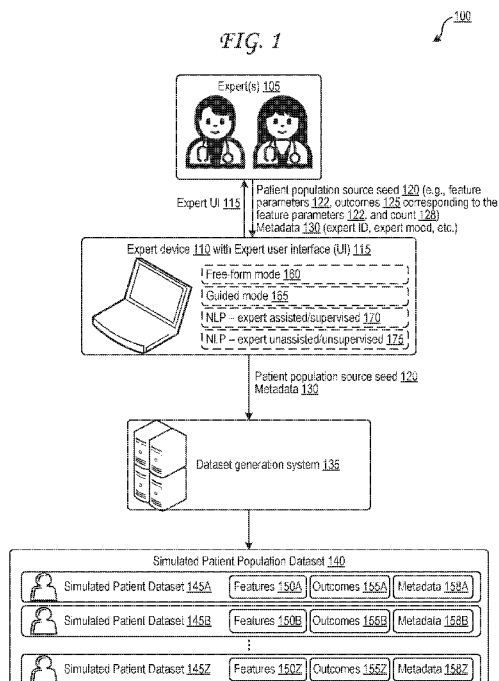 100
FIG. 1
Expert(s) 105
Expert UI 115
Patient population source seed 120 (e.g., feature
parameters 122, outcomes 125 corresponding to the
feature parameters 122, and count 128)
Metadata 130 (expert ID, expert mood, etc.)
Expert device 110 with Expert user interface (UI) 115
Free-form mode 160
Guided mode 165
NLP – expert assisted/supervised 170
NLP – expert unassisted/unsupervised 175
Patient population source seed 120
Metadata 130
Dataset generation system 135
Simulated Patient Population Dataset 140
Simulated Patient Dataset 145A Features 150A Outcomes 155A Metadata 158A
Simulated Patient Dataset 145B Features 150B Outcomes 155B Metadata 158B
⋮
Simulated Patient Dataset 145Z Features 150Z Outcomes 155Z Metadata 158Z